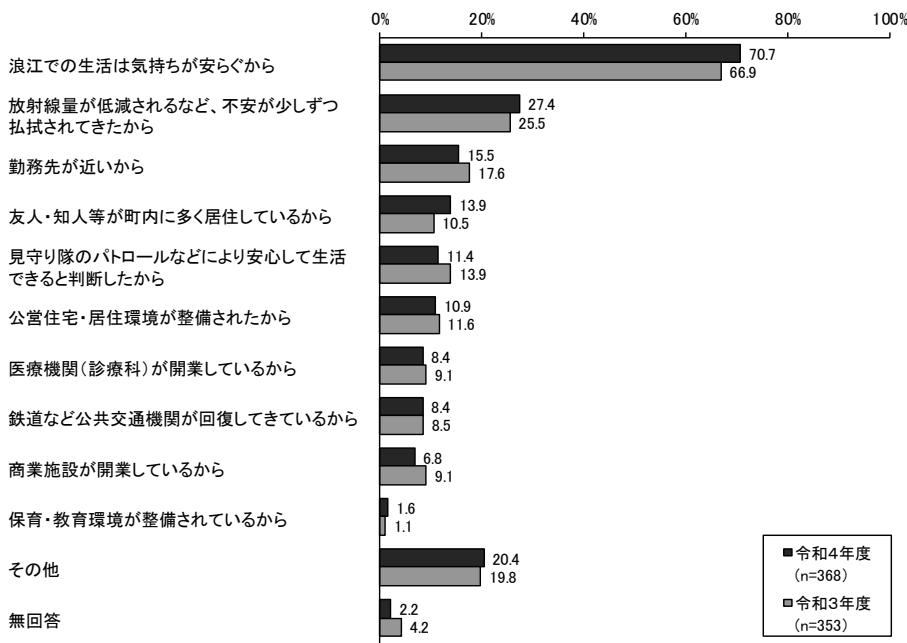 0% 20% 40% 60% 80% 100%
浪江での生活は気持ちが安らぐから
70.7
66.9
放射線量が低減されるなど、不安が少しずつ
払拭されてきたから
27.4
25.5
勤務先が近いから
15.5
17.6
友人・知人等が町内に多く居住しているから
13.9
10.5
見守り隊のパトロールなどにより安心して生活
できると判断したから
11.4
13.9
公営住宅・居住環境が整備されたから
10.9
11.6
医療機関(診療科)が開業しているから
8.4
9.1
鉄道など公共交通機関が回復してきているから
8.4
8.5
商業施設が開業しているから
6.8
9.1
保育・教育環境が整備されているから
1.6
1.1
その他
20.4
19.8
無回答
2.2
4.2
令和4年度
(n=368)
令和3年度
(n=353)